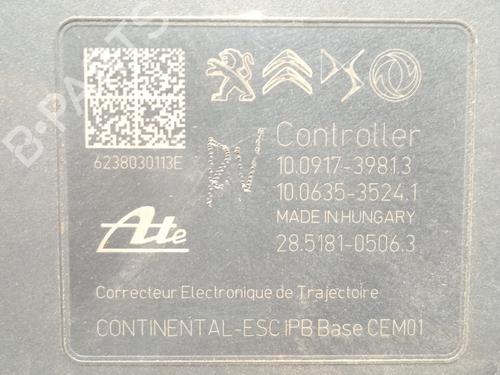 Controller
6238030113E
10.0917-3981.3
10.0635-3524.1
MADE IN HUNGARY
Ate
28.5181-0506.3
Correcteur Electronique de Trajectoire
CONTINENTAL-ESC IPB Base CEM01
B-PARTS